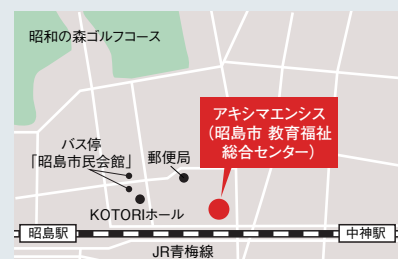 昭和の森ゴルフコース
アキシマエンシス
（昭島市 教育福祉
総合センター）
バス停
「昭島市民会館」
郵便局
KOTORIホール
昭島駅
中神駅
JR青梅線